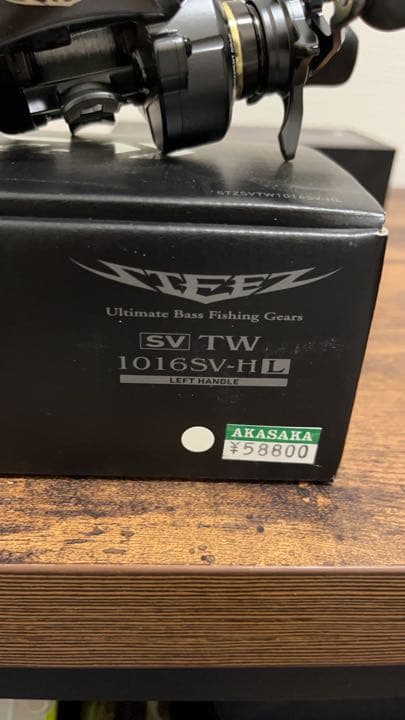 STZSVTW1016SV-HL
STEEZ
Ultimate Bass Fishing Gears
SV TW
1016SV-HL
LEFT HANDLE
AKASAKA
¥58800